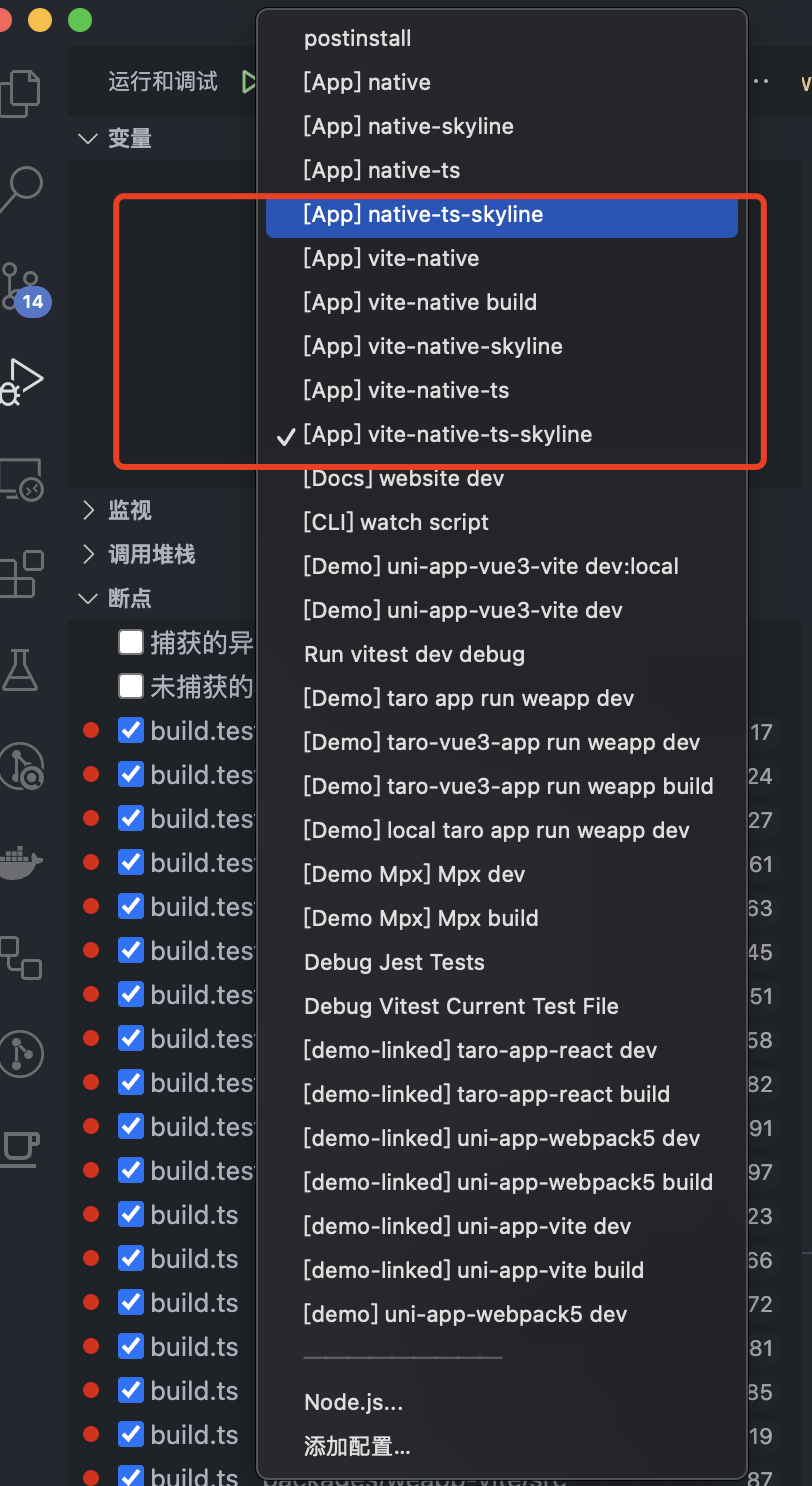 运行和调试
变量
14
监视
调用堆栈
断点
捕获的异
未捕获的
build.test
17
build.test
24
build.test
27
build.test
61
build.test
63
build.test
45
build.test
51
build.test
58
build.test
82
build.test
91
build.test
97
build.ts
23
build.ts
66
build.ts
72
build.ts
81
build.ts
85
build.ts
19
build.ts packages/weapp-vite/src
87
postinstall
[App] native
[App] native-skyline
[App] native-ts
[App] native-ts-skyline
[App] vite-native
[App] vite-native build
[App] vite-native-skyline
[App] vite-native-ts
[App] vite-native-ts-skyline
[Docs] website dev
[CLI] watch script
[Demo] uni-app-vue3-vite dev:local
[Demo] uni-app-vue3-vite dev
Run vitest dev debug
[Demo] taro app run weapp dev
[Demo] taro-vue3-app run weapp dev
[Demo] taro-vue3-app run weapp build
[Demo] local taro app run weapp dev
[Demo Mpx] Mpx dev
[Demo Mpx] Mpx build
Debug Jest Tests
Debug Vitest Current Test File
[demo-linked] taro-app-react dev
[demo-linked] taro-app-react build
[demo-linked] uni-app-webpack5 dev
[demo-linked] uni-app-webpack5 build
[demo-linked] uni-app-vite dev
[demo-linked] uni-app-vite build
[demo] uni-app-webpack5 dev
Node.js...
添加配置...